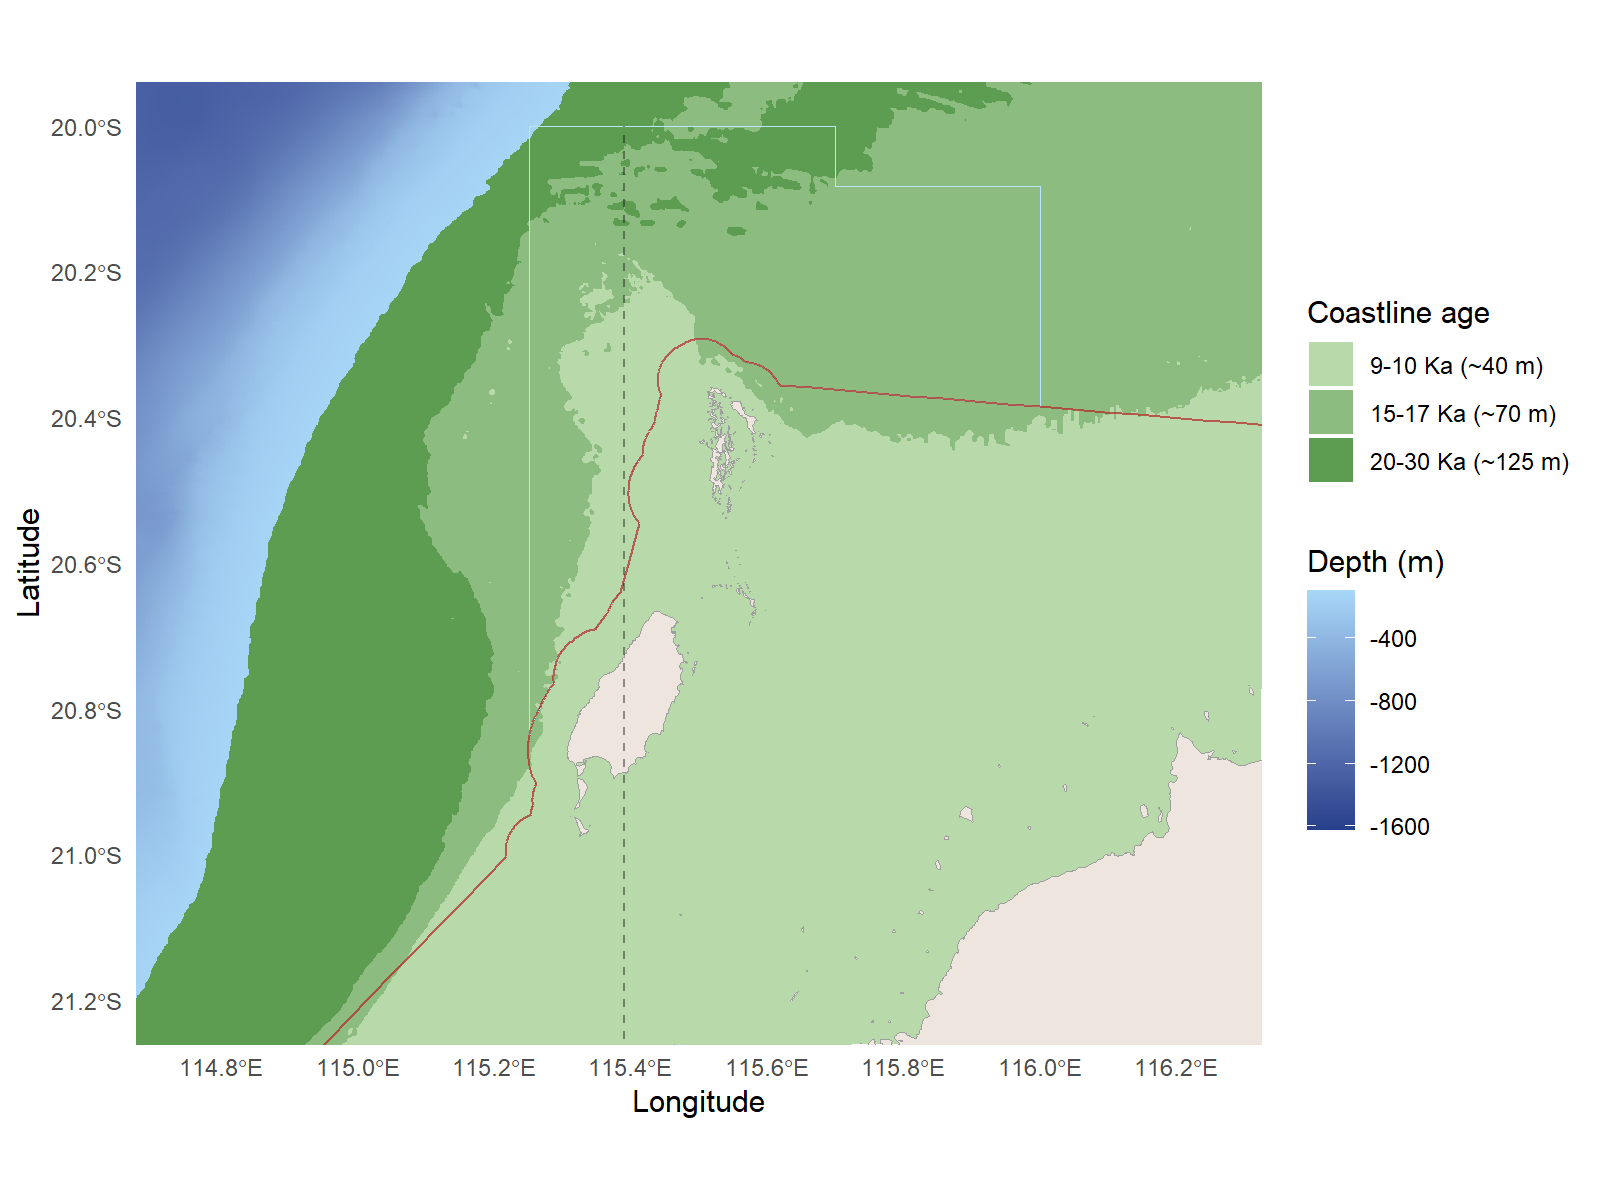 20.0°S
20.2°S
20.4°S
20.6°S
20.8°S
21.0°S
21.2°S
Latitude
114.8°E
115.0°E
115.2°E
115.4°E
115.6°E
115.8°E
116.0°E
116.2°E
Longitude
Coastline age
9-10 Ka (~40 m)
15-17 Ka (~70 m)
20-30 Ka (~125 m)
Depth (m)
-400
-800
-1200
-1600